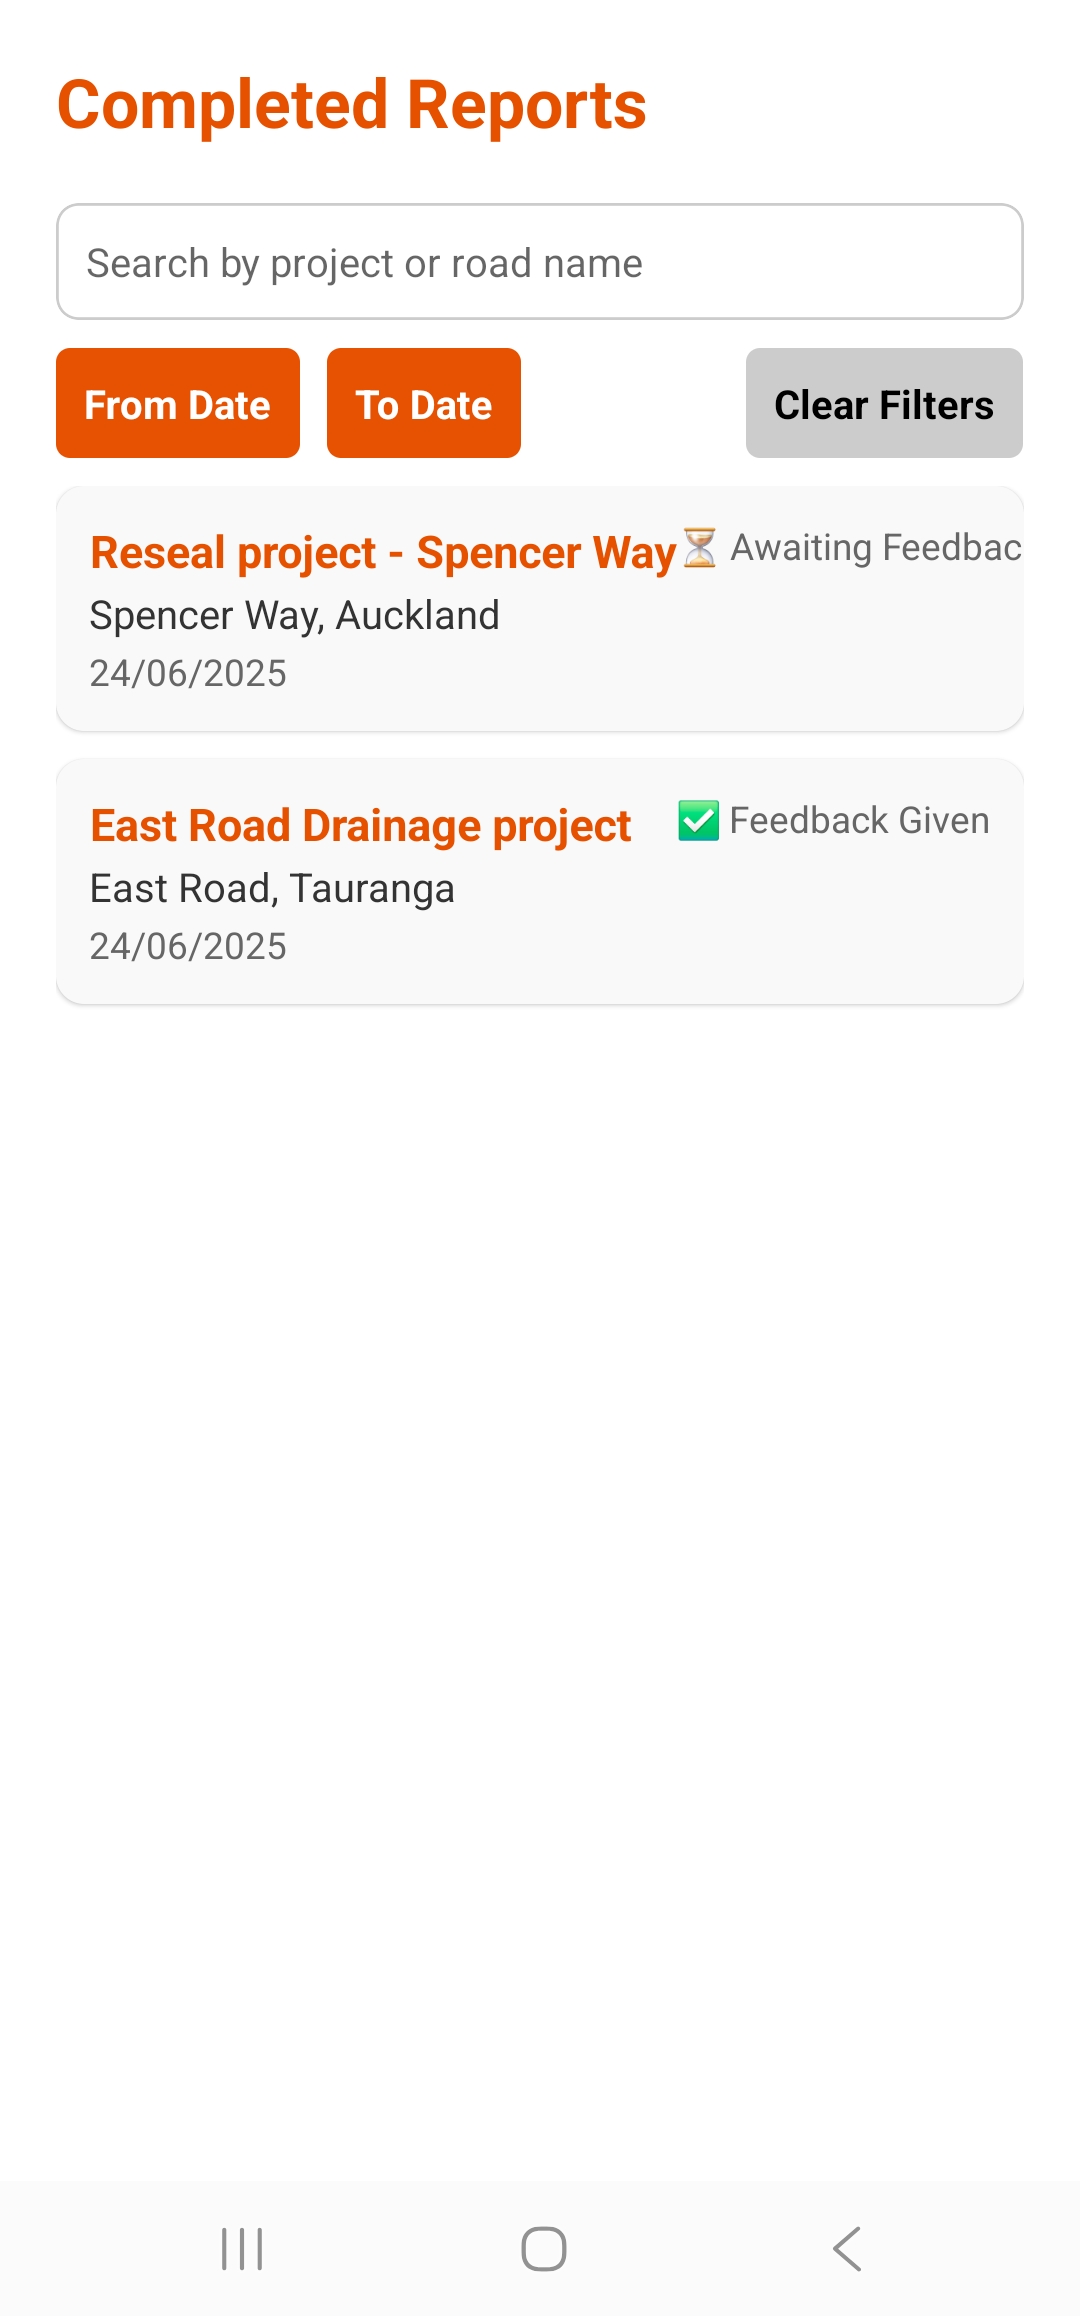 Completed Reports
Search by project or road name
From Date To Date Clear Filters
Reseal project - Spencer Way⏳ Awaiting Feedbac
Spencer Way, Auckland
24/06/2025
East Road Drainage project ✅ Feedback Given
East Road, Tauranga
24/06/2025